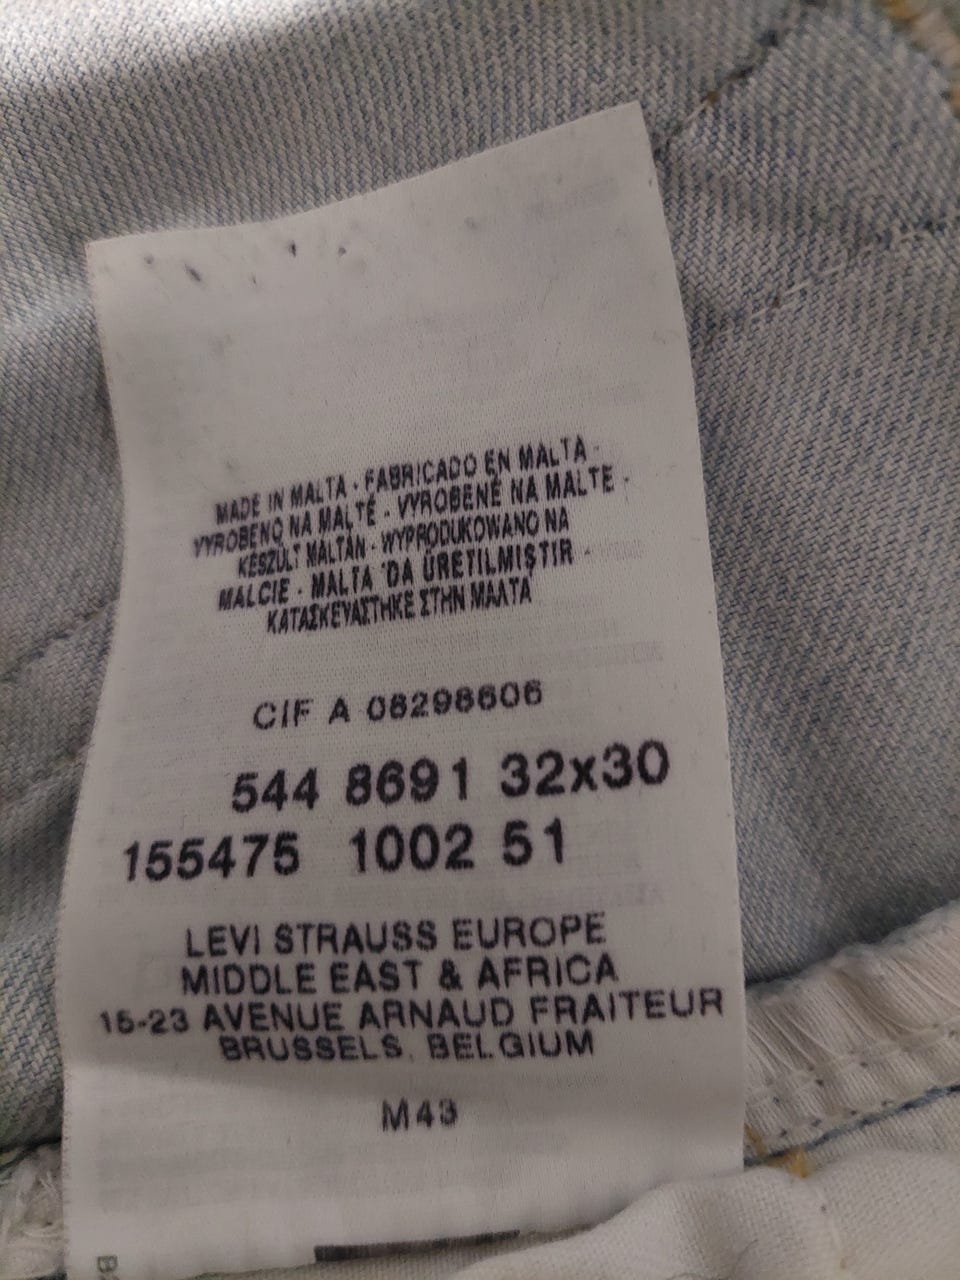 MADE IN MALTA - FABRICADO EN MALTA -
VYROBENO NA MALTĚ - VYROBENÉ NA MALTE -
KÉSZÜLT MÁLTÁN - WYPRODUKOWANO NA
MALCIE - MALTA 'DA ÜRETILMIŞTIR -
ΚΑΤΑΣΚΕΥΑΣΤΗΚΕ ΣΤΗΝ ΜΑΛΤΑ
CIF A 08298606
544 8691 32x30
155475 1002 51
LEVI STRAUSS EUROPE
MIDDLE EAST & AFRICA
15-23 AVENUE ARNAUD FRAITEUR
BRUSSELS, BELGIUM
M43